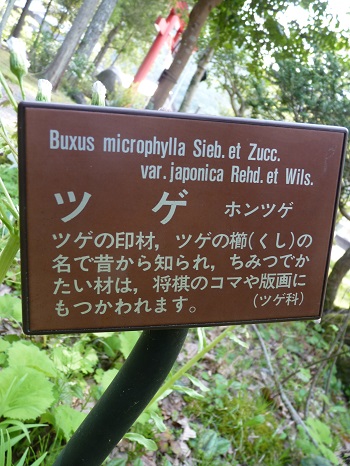 Buxus microphylla Sieb. et Zucc.
var. japonica Rehd. et Wils.
ツゲ ホンツゲ
ツゲの印材，ツゲの櫛(くし)の
名で昔から知られ，ちみつでか
たい材は，将棋のコマや版画に
もつかわれます。 (ツゲ科)